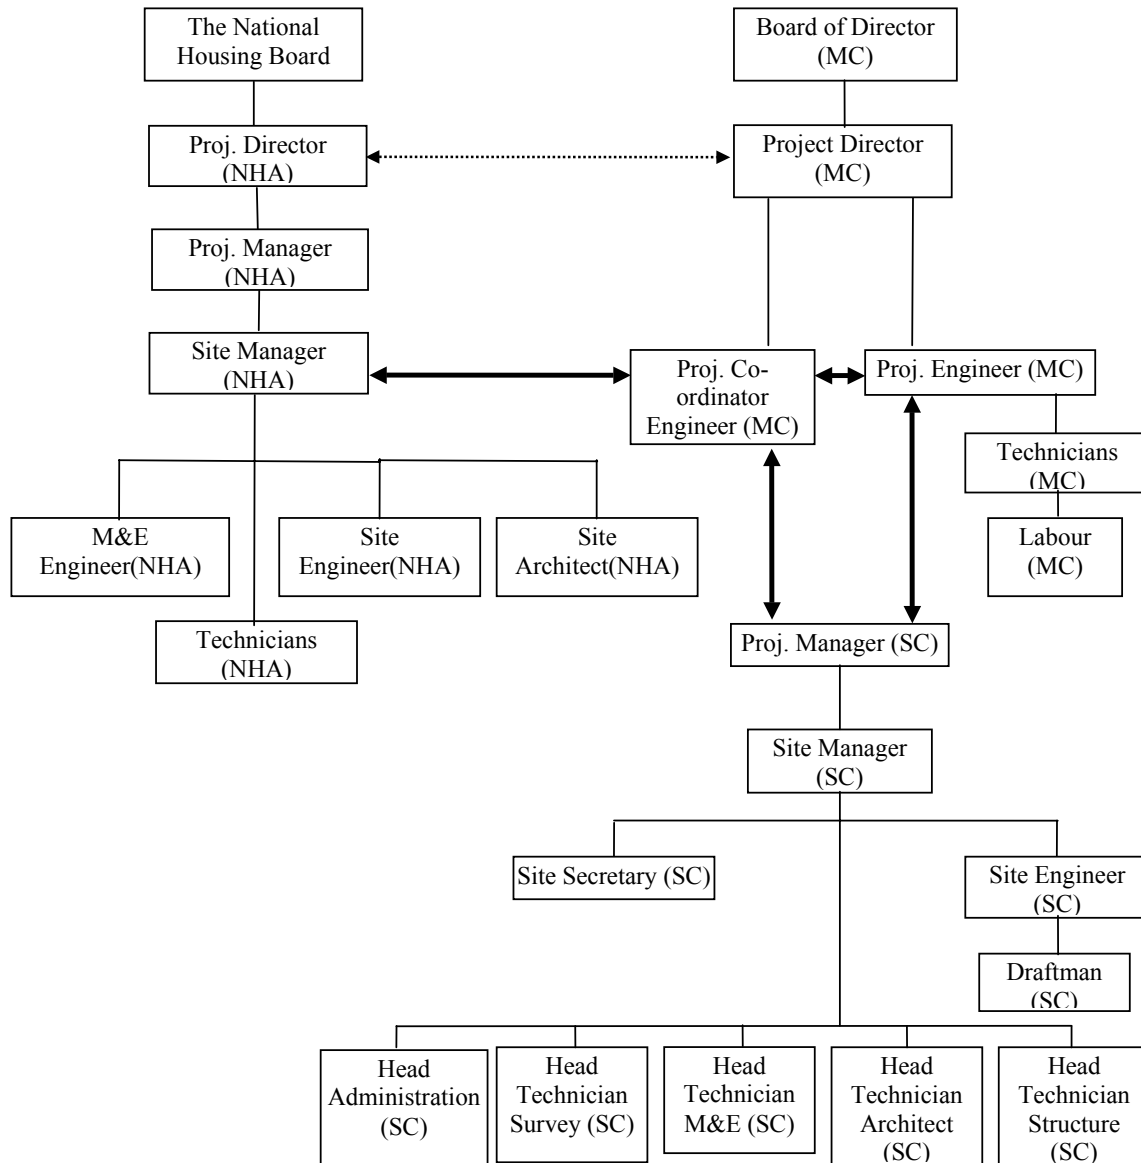 The National
Housing Board
Board of Director
(MC)
Proj. Director
(NHA)
Project Director
(MC)
Proj. Manager
(NHA)
Site Manager
(NHA)
Proj. Co-
ordinator
Engineer (MC)
Proj. Engineer (MC)
Technicians
(MC)
Labour
(MC)
M&E
Engineer(NHA)
Site
Engineer(NHA)
Site
Architect(NHA)
Technicians
(NHA)
Proj. Manager (SC)
Site Manager
(SC)
Site Secretary (SC)
Site Engineer
(SC)
Draftman
(SC)
Head
Administration
(SC)
Head
Technician
Survey (SC)
Head
Technician
M&E (SC)
Head
Technician
Architect
(SC)
Head
Technician
Structure
(SC)